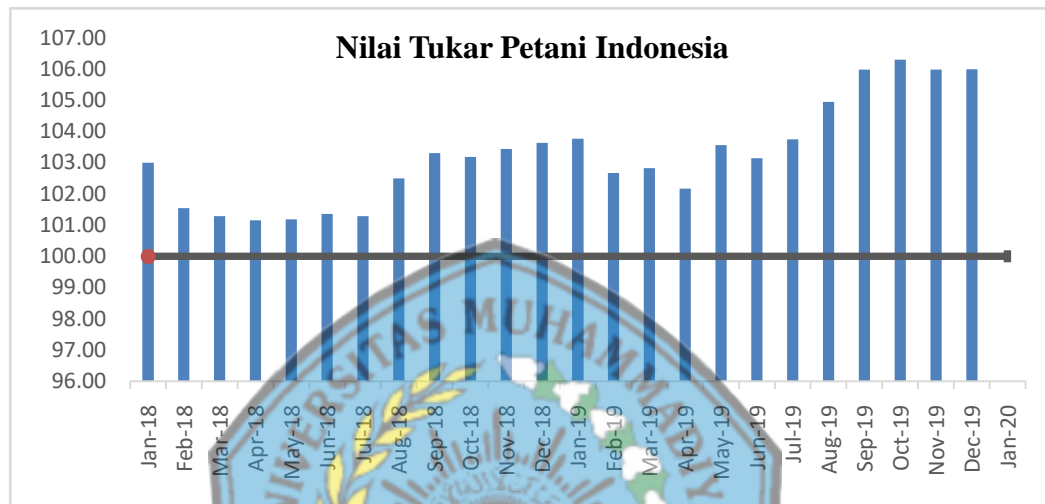 Nilai Tukar Petani Indonesia
107.00
106.00
105.00
104.00
103.00
102.00
101.00
100.00
99.00
98.00
97.00
96.00
Jan-18
Feb-18
Mar-18
Apr-18
May-18
Jun-18
Jul-18
Aug-18
Sep-18
Oct-18
Nov-18
Dec-18
Jan-19
Feb-19
Mar-19
Apr-19
May-19
Jun-19
Jul-19
Aug-19
Sep-19
Oct-19
Nov-19
Dec-19
Jan-20
UNIVERSITAS MUHAMMADIY